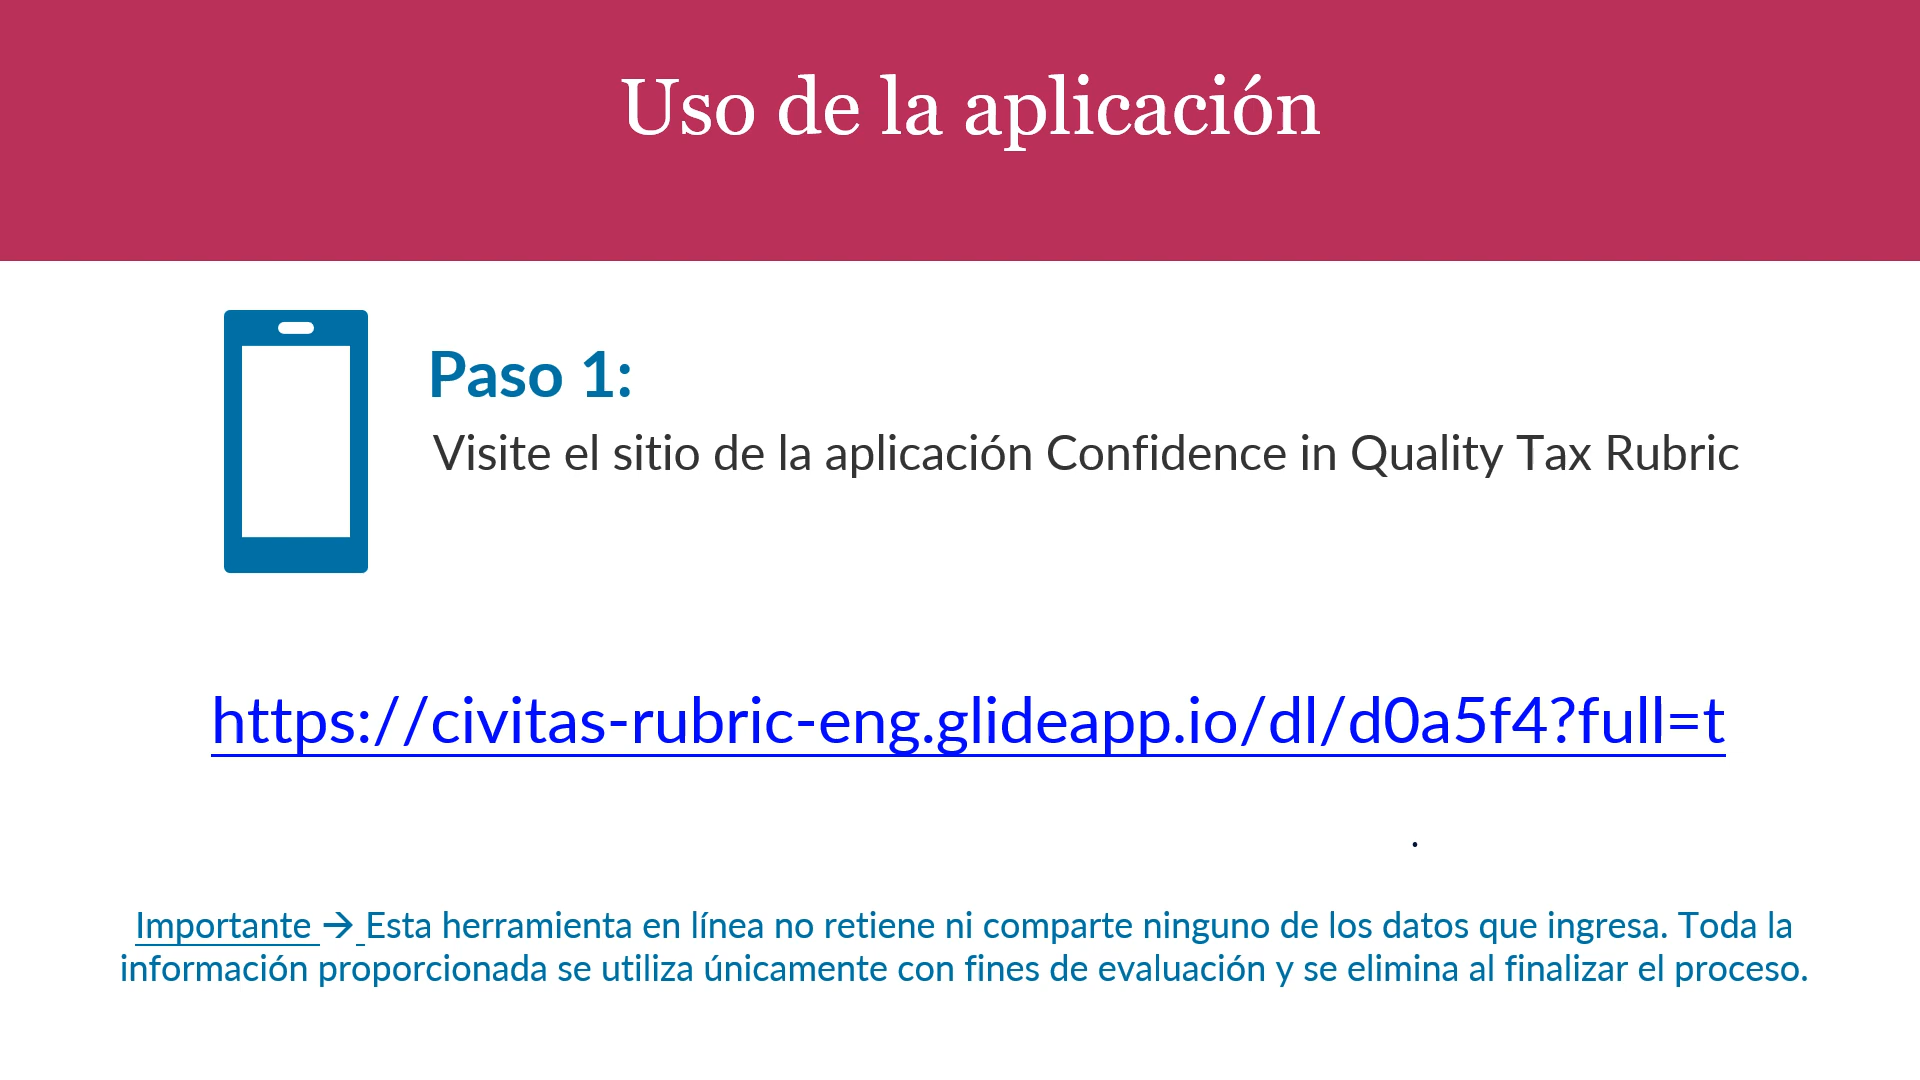 Uso de la aplicación
Paso 1:
Visite el sitio de la aplicación Confidence in Quality Tax Rubric
https://civitas-rubric-eng.glideapp.io/dl/d0a5f4?full=t
.
Importante → Esta herramienta en línea no retiene ni comparte ninguno de los datos que ingresa. Toda la
información proporcionada se utiliza únicamente con fines de evaluación y se elimina al finalizar el proceso.